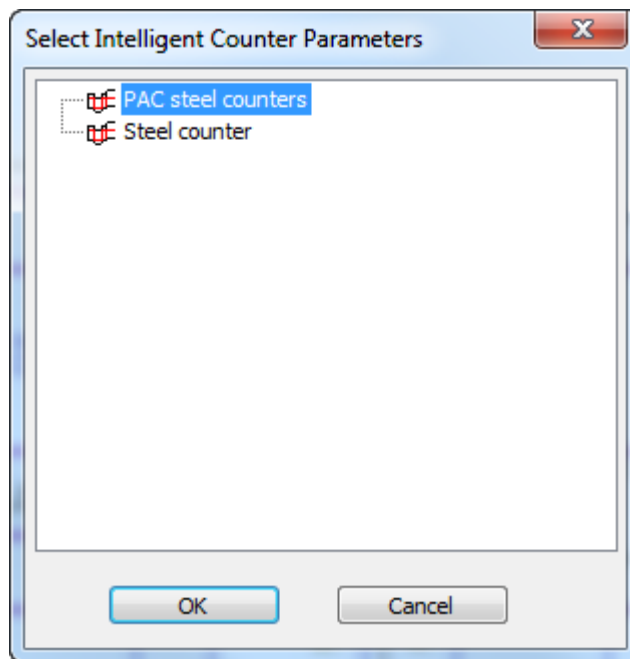 Select Intelligent Counter Parameters
PAC steel counters
Steel counter
OK
Cancel